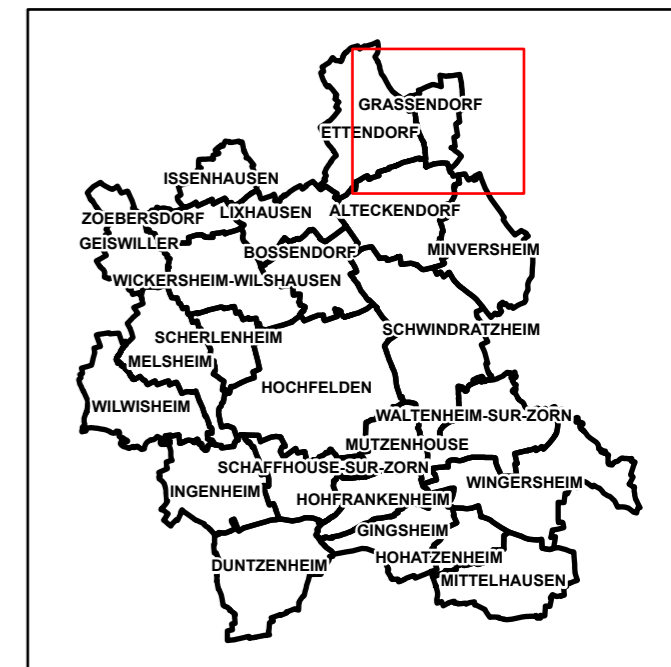 GRASSENDORF
ETTENDORF
ISSENHAUSEN
ZOEBERSDORF
LIXHAUSEN
ALTECKENDORF
GEISWILLER
BOSSENDORF
MINVERSHEIM
WICKERSHEIM-WILSHAUSEN
SCHWINDRATZHEIM
SCHERLENHEIM
MELSHEIM
HOCHFELDEN
WILWISHEIM
WALTENHEIM-SUR-ZORN
MUTZENHOUSE
SCHAFFHOUSE-SUR-ZORN
WINGERSHEIM
INGENHEIM
HOHFRANKENHEIM
GINGSHEIM
HOHATZENHEIM
DUNTZENHEIM
MITTELHAUSEN